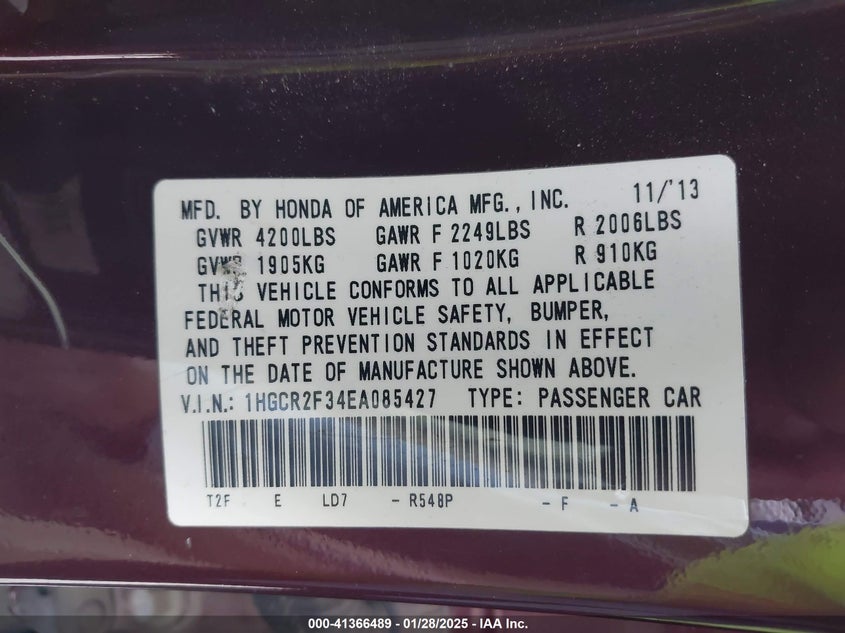 MFD. BY HONDA OF AMERICA MFG., INC. 11/'13
GVWR 4200LBS GAWR F 2249LBS R 2006LBS
GVWR 1905KG GAWR F 1020KG R 910KG
THIS VEHICLE CONFORMS TO ALL APPLICABLE
FEDERAL MOTOR VEHICLE SAFETY, BUMPER,
AND THEFT PREVENTION STANDARDS IN EFFECT
ON THE DATE OF MANUFACTURE SHOWN ABOVE.
V.I.N.: 1HGCR2F34EA085427 TYPE: PASSENGER CAR
T2F E LD7 - R548P - F - A
000-41366489 - 01/28/2025 - IAA Inc.